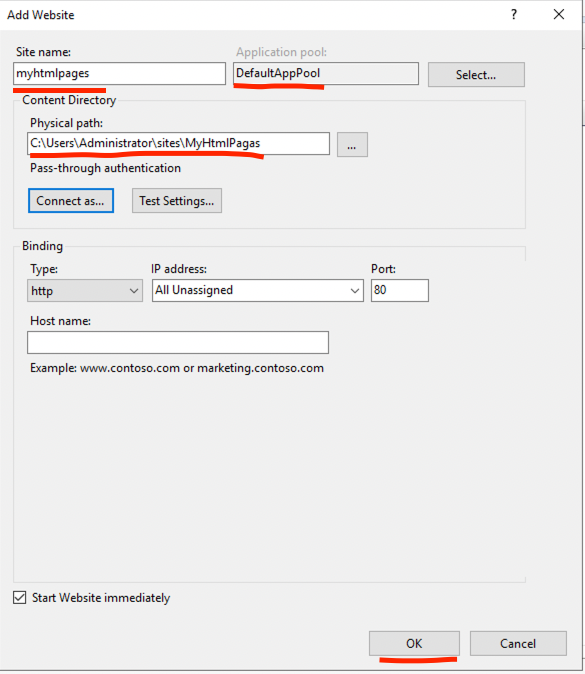 Add Website
?
Site name:
Application pool:
myhtmlpages
DefaultAppPool
Select...
Content Directory
Physical path:
C:\Users\Administrator\sites\MyHtmlPagas
...
Pass-through authentication
Connect as...
Test Settings...
Binding
Type:
IP address:
Port:
http
All Unassigned
80
Host name:
Example: www.contoso.com or marketing.contoso.com
Start Website immediately
OK
Cancel